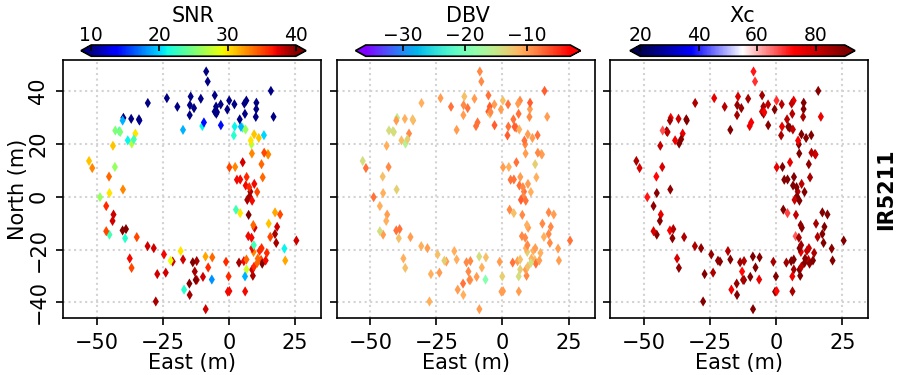 SNR DBV Xc
10 20 30 40 −30 −20 −10 20 40 60 80
40
20
0
−20
−40
North (m)
−50 −25 0 25 −50 −25 0 25 −50 −25 0 25
East (m) East (m) East (m)
IR5211